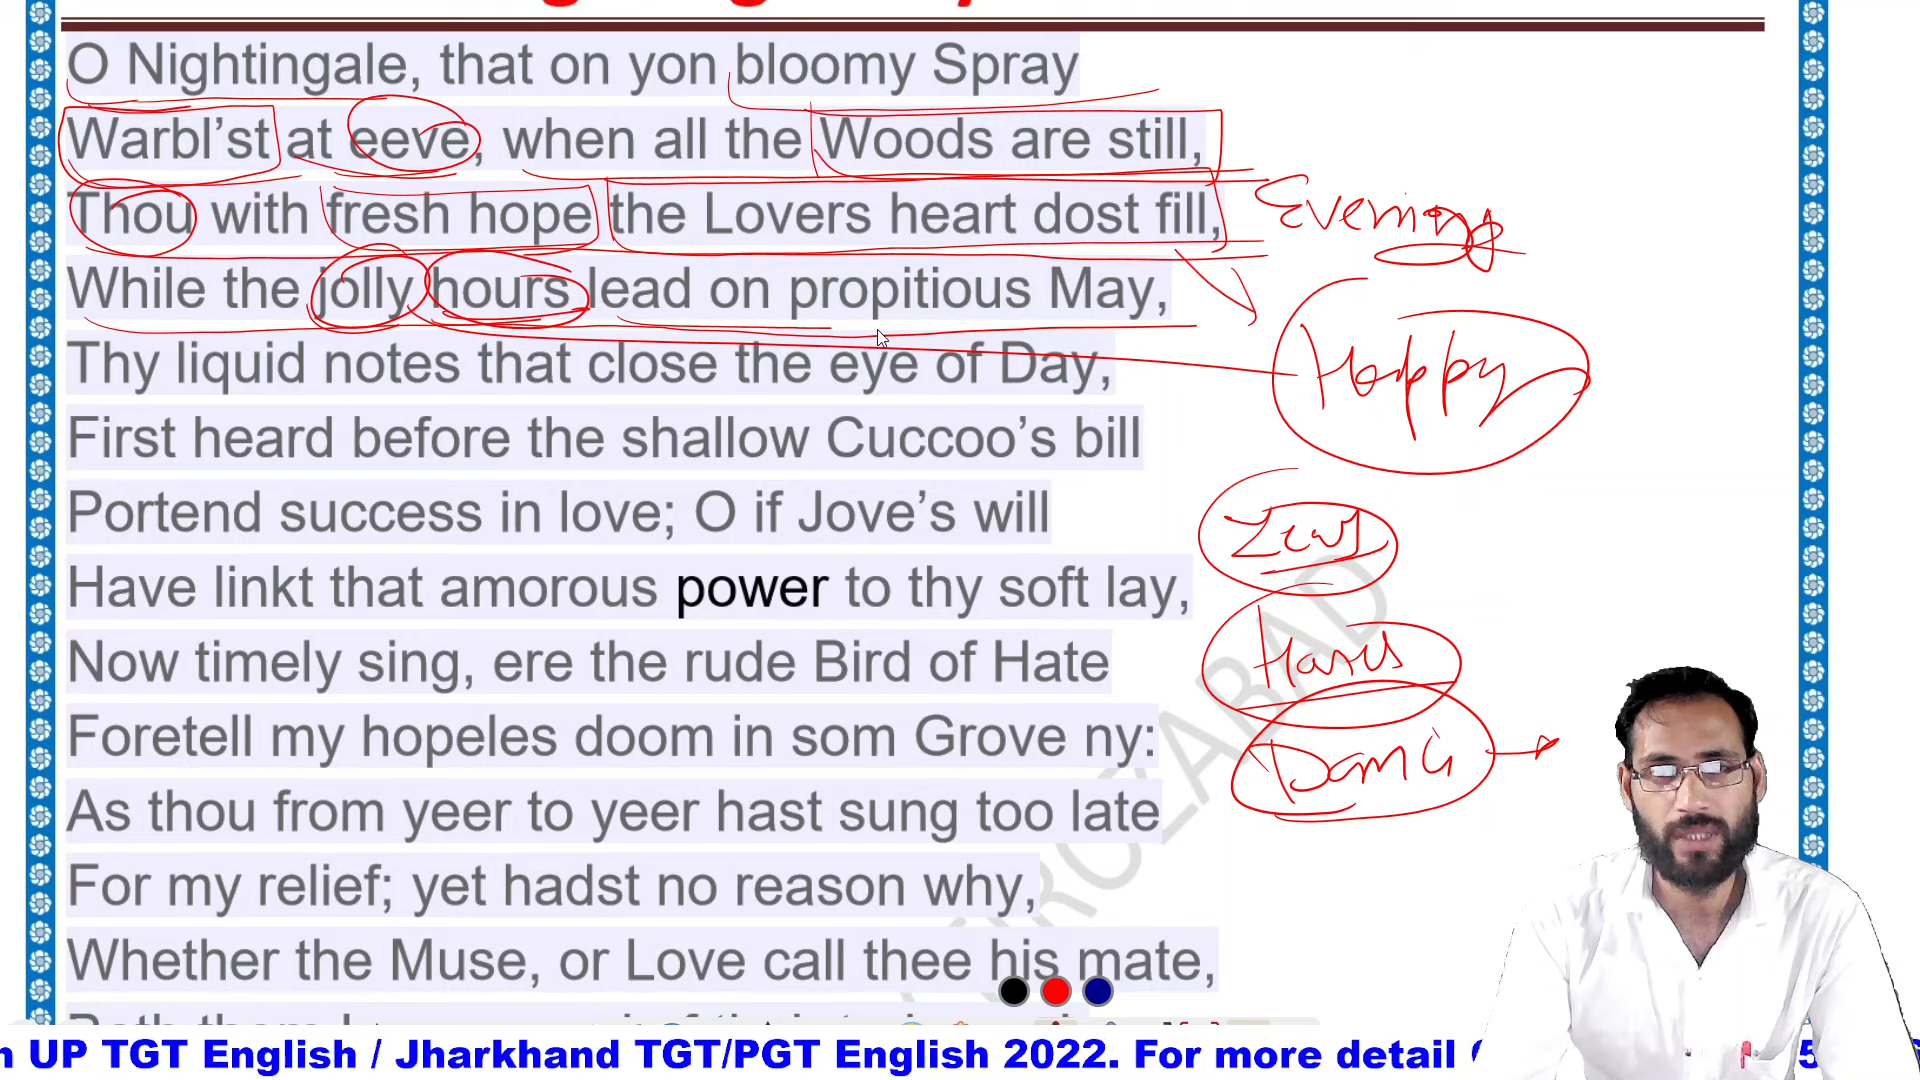 O Nightingale, that on yon bloomy Spray
Warbl’st at eeve, when all the Woods are still,
Thou with fresh hope the Lovers heart dost fill,
Evening
While the jolly hours lead on propitious May,
Happy
Thy liquid notes that close the eye of Day,
First heard before the shallow Cuccoo’s bill
Portend success in love; O if Jove’s will
Have linkt that amorous power to thy soft lay,
Now timely sing, ere the rude Bird of Hate
Foretell my hopeles doom in som Grove ny:
As thou from yeer to yeer hast sung too late
For my relief; yet hadst no reason why,
Whether the Muse, or Love call thee his mate,
ROZABAD
n UP TGT English / Jharkhand TGT/PGT English 2022. For more detail